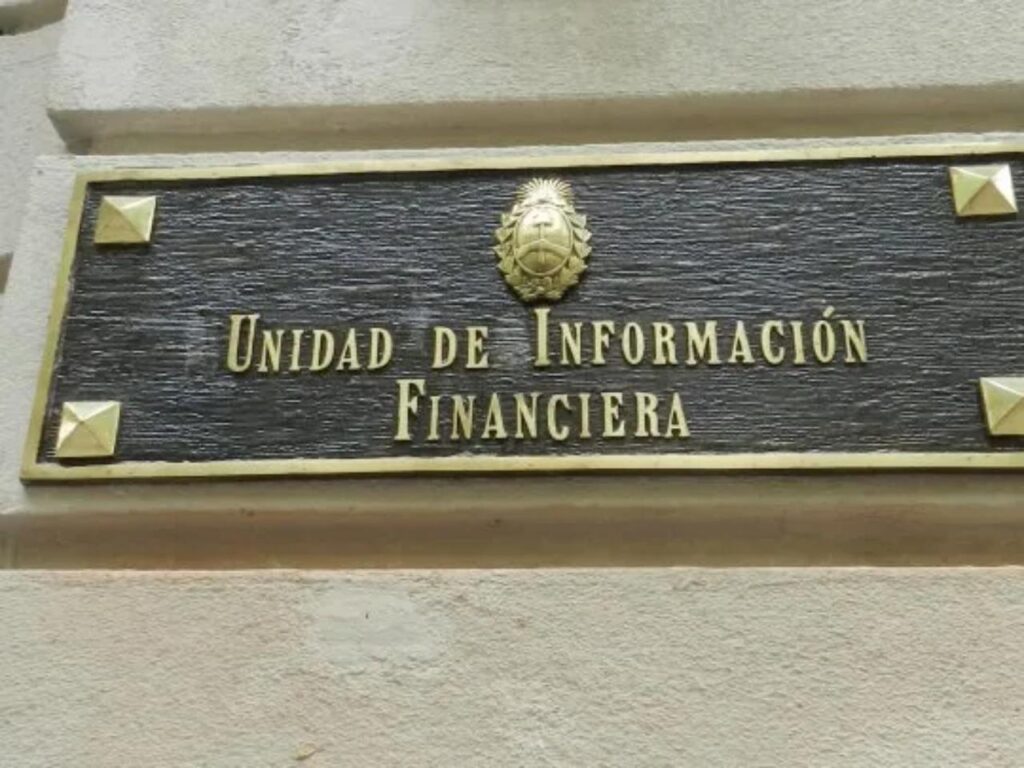 UNIDAD DE INFORMACIÓN
FINANCIERA